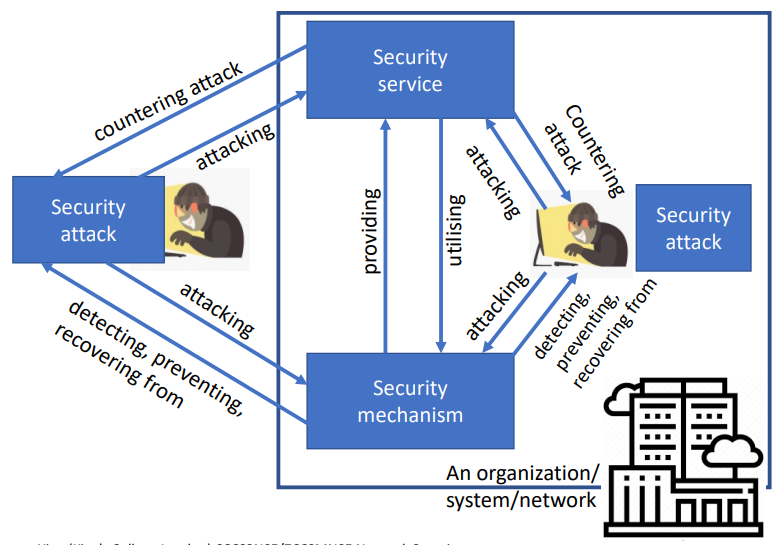 Security
service
countering attack
attacking
Countering
attack
attacking
Security
attack
providing
utilising
Security
attack
attacking
detecting, preventing,
recovering from
attacking
detecting,
preventing,
recovering from
Security
mechanism
An organization/
system/network